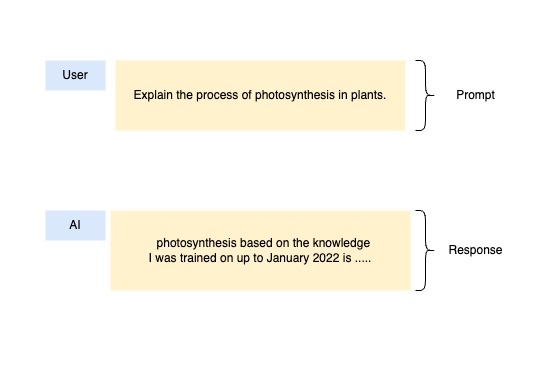 User
Explain the process of photosynthesis in plants.
Prompt
AI
photosynthesis based on the knowledge
I was trained on up to January 2022 is .....
Response